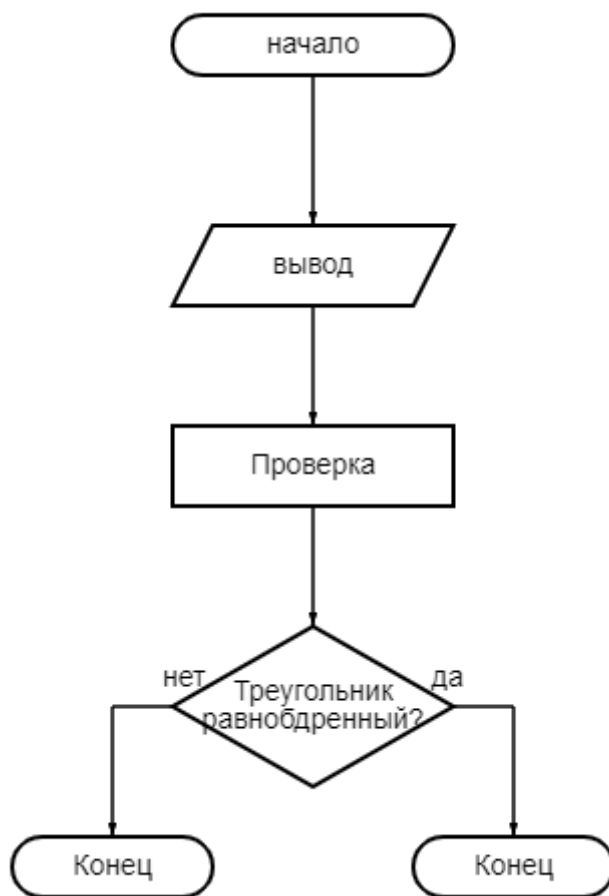 начало
вывод
Проверка
нет
да
Треугольник
равнобдренный?
Конец
Конец